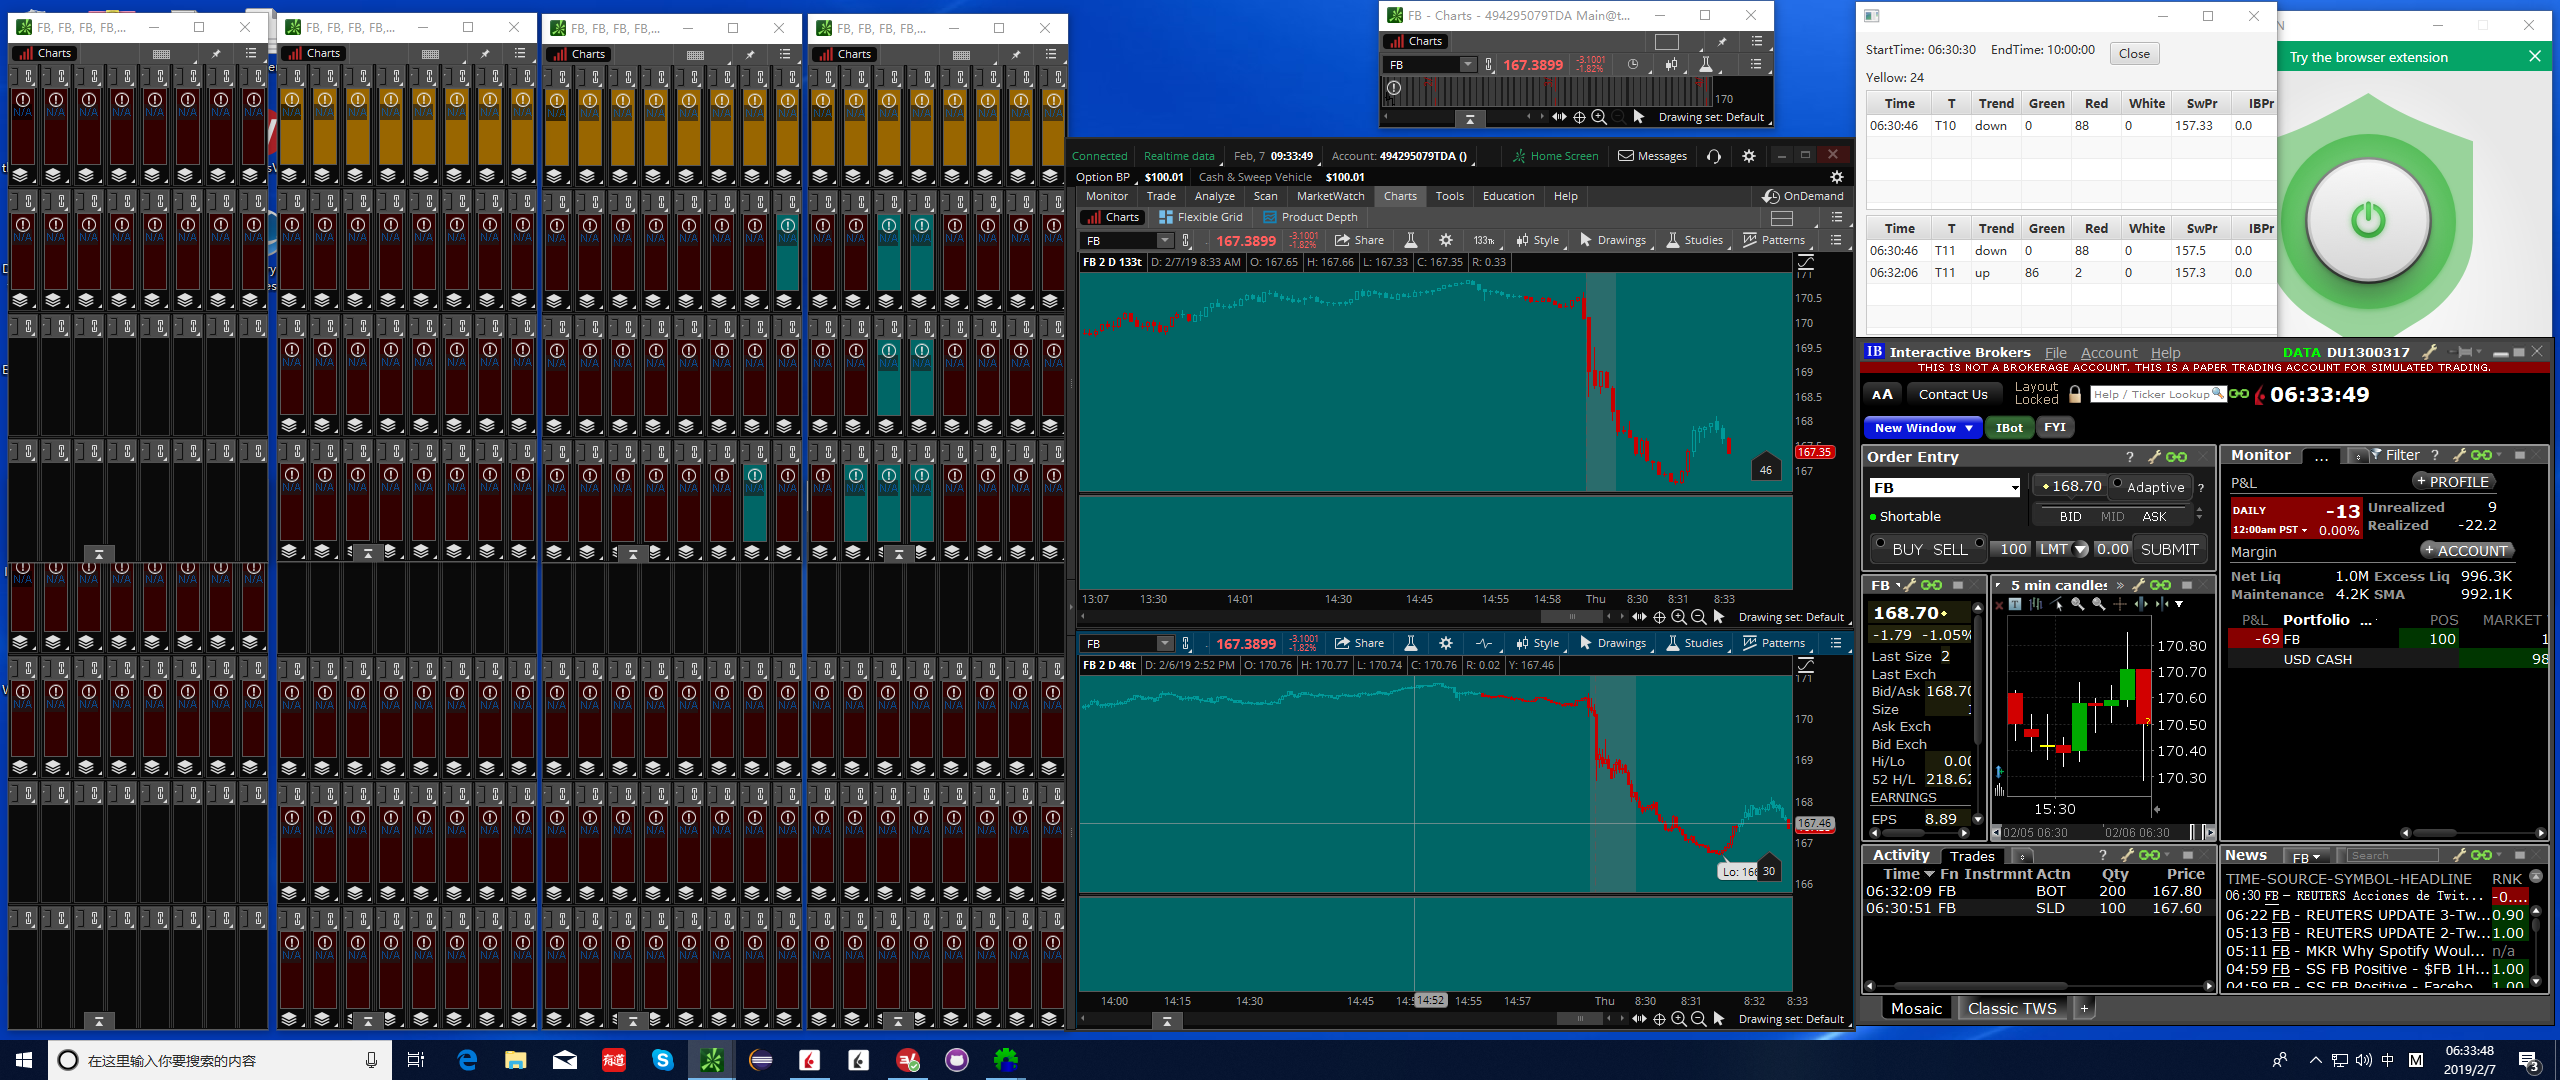 FB, FB, FB, FB,...
Charts
FB, FB, FB, FB,...
Charts
FB, FB, FB, FB,...
Charts
FB, FB, FB, FB,...
Charts
N/A
FB - Charts - 494295079TDA Main@t...
Charts
FB 167.3899 -3.1001 -1.82%
170
Drawing set: Default
Connected Realtime data Feb, 7 09:33:49 Account: 494295079TDA () Home Screen Messages
Option BP $100.01 Cash & Sweep Vehicle $100.01
Monitor Trade Analyze Scan MarketWatch Charts Tools Education Help OnDemand
Charts Flexible Grid Product Depth
FB 167.3899 -3.1001 -1.82% Share 133tk Style Drawings Studies Patterns
FB 2 D 133t D: 2/7/19 8:33 AM O: 167.65 H: 167.66 L: 167.33 C: 167.35 R: 0.33
171
170.5
170
169.5
169
168.5
168
167.5
167.35
167
46
13:07 13:30 14:01 14:30 14:45 14:55 14:58 Thu 8:30 8:31 8:33
Drawing set: Default
FB 167.3899 -3.1001 -1.82% Share Style Drawings Studies Patterns
FB 2 D 48t D: 2/6/19 2:52 PM O: 170.76 H: 170.77 L: 170.74 C: 170.76 R: 0.02 Y: 167.46
171
170
169
168
167.46
167
166
Lo: 166
30
14:00 14:15 14:30 14:45 14:52 14:55 14:57 Thu 8:30 8:31 8:32 8:33
Drawing set: Default
StartTime: 06:30:30 EndTime: 10:00:00 Close
Yellow: 24
Time T Trend Green Red White SwPr IBPr
06:30:46 T10 down 0 88 0 157.33 0.0
Time T Trend Green Red White SwPr IBPr
06:30:46 T11 down 0 88 0 157.5 0.0
06:32:06 T11 up 86 2 0 157.3 0.0
Try the browser extension
IB Interactive Brokers File Account Help DATA DU1300317
THIS IS NOT A BROKERAGE ACCOUNT. THIS IS A PAPER TRADING ACCOUNT FOR SIMULATED TRADING.
AA Contact Us Layout Locked Help / Ticker Lookup 06:33:49
New Window IBot FYI
Order Entry ?
FB 168.70 Adaptive ?
Shortable BID MID ASK
BUY SELL 100 LMT 0.00 SUBMIT
FB
168.70
-1.79 -1.05%
Last Size 2
Last Exch
Bid/Ask 168.70
Size
Ask Exch
Bid Exch
Hi/Lo 0.00
52 H/L 218.62
EARNINGS
EPS 8.89
5 min candles
170.80
170.70
170.60
170.50
170.40
170.30
15:30
02/05 06:30 02/06 06:30
Monitor ... Filter ?
P&L + PROFILE
DAILY -13 Unrealized 9
12:00am PST 0.00% Realized -22.2
Margin + ACCOUNT
Net Liq 1.0M Excess Liq 996.3K
Maintenance 4.2K SMA 992.1K
P&L Portfolio ... POS MARKET
-69 FB 100 1
USD CASH 98
Activity Trades ?
Time Fn Instrmnt Actn Qty Price
06:32:09 FB BOT 200 167.80
06:30:51 FB SLD 100 167.60
News FB Search
TIME-SOURCE-SYMBOL-HEADLINE RNK
06:30 FB - REUTERS Acciones de Twit... -0....
06:22 FB - REUTERS UPDATE 3-Tw... 0.90
05:13 FB - REUTERS UPDATE 2-Tw... 1.00
05:11 FB - MKR Why Spotify Woul... n/a
04:59 FB - SS FB Positive - $FB 1H... 1.00
04:59 FB - SS FB Positive - Facebo... 1.00
Mosaic Classic TWS +
在这里输入你要搜索的内容
有道
中 M
06:33:48
2019/2/7
3